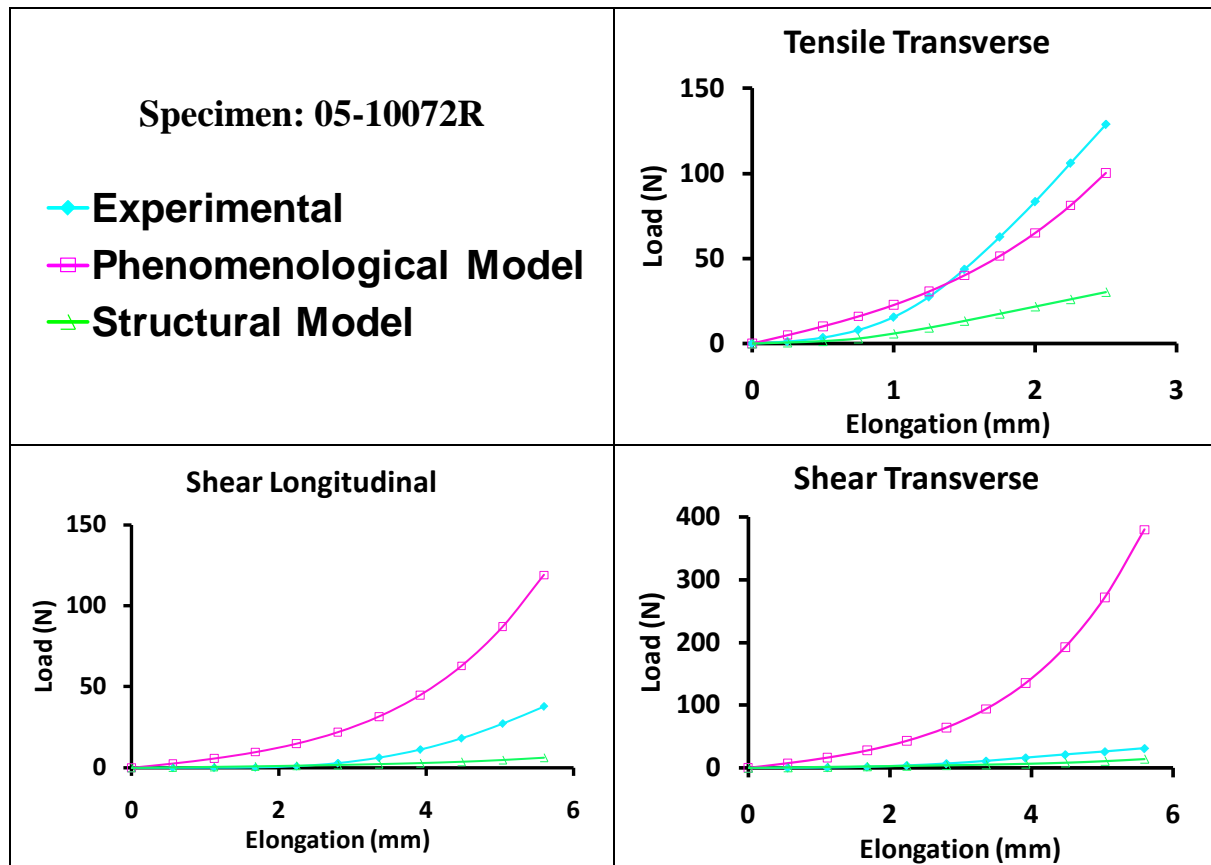 Specimen: 05-10072R
Experimental
Phenomenological Model
Structural Model
Tensile Transverse
150
100
50
0
Load (N)
0 1 2 3
Elongation (mm)
Shear Longitudinal
150
100
50
0
Load (N)
0 2 4 6
Elongation (mm)
Shear Transverse
400
300
200
100
0
Load (N)
0 2 4 6
Elongation (mm)